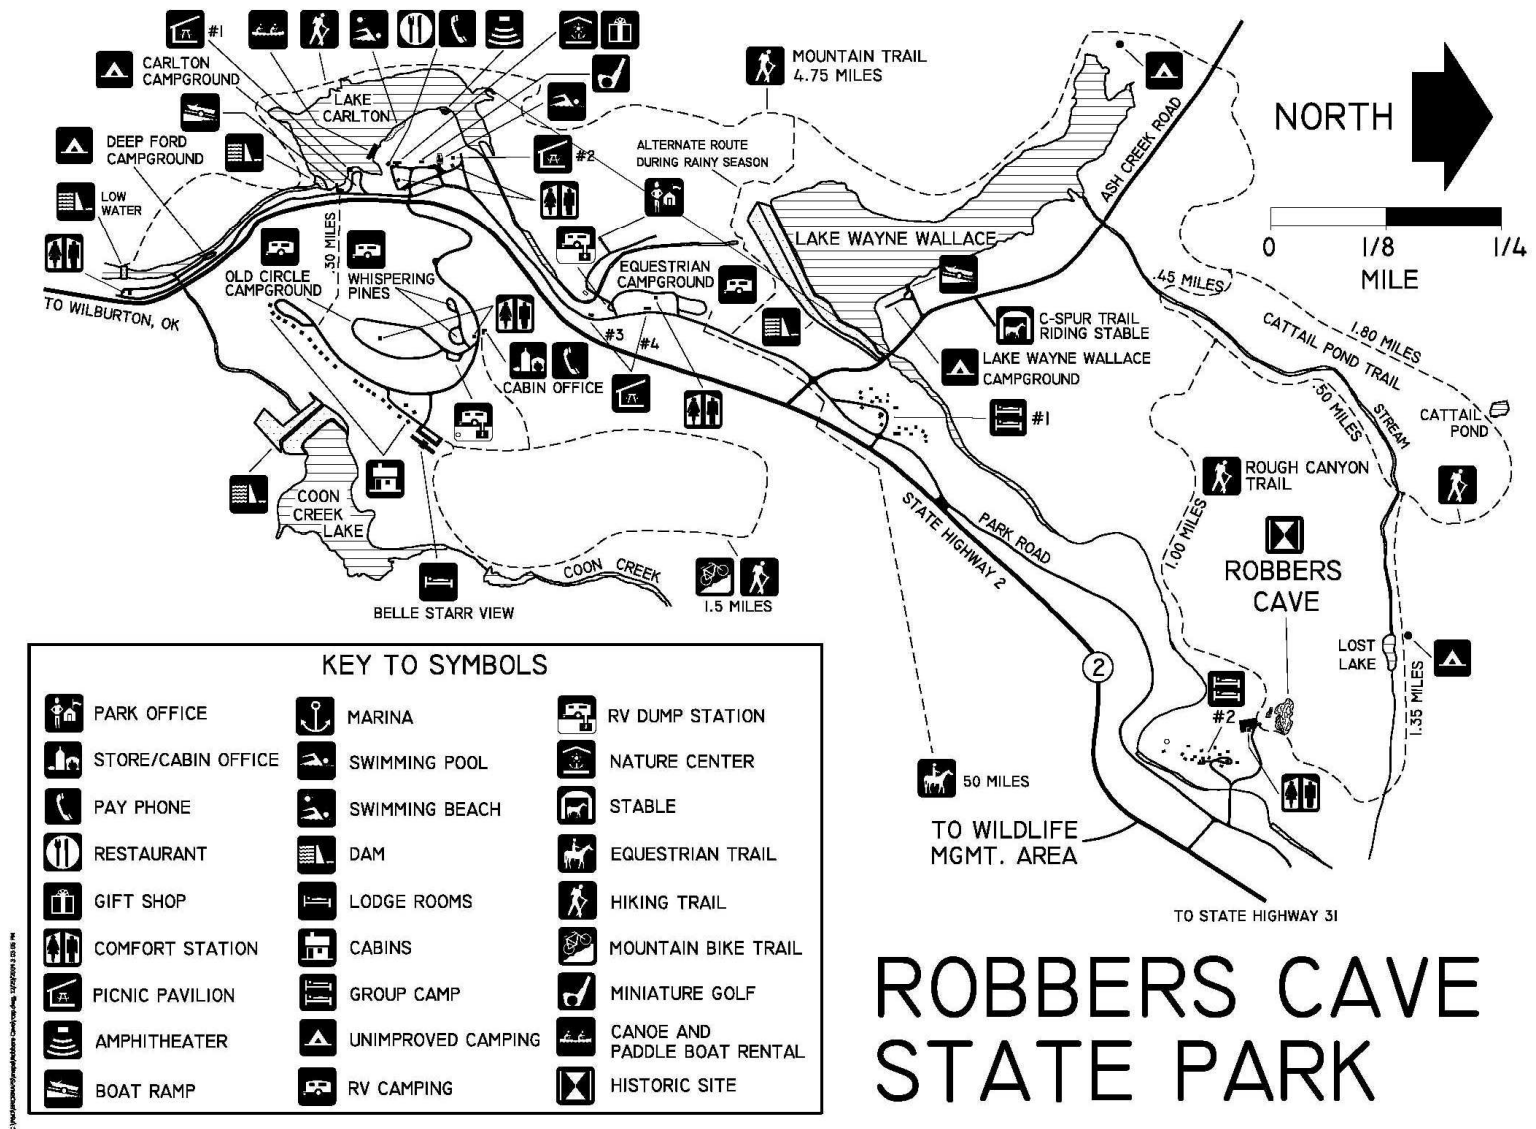 #1
CARLTON
CAMPGROUND
LAKE
CARLTON
MOUNTAIN TRAIL
4.75 MILES
DEEP FORD
CAMPGROUND
LOW
WATER
#2
ALTERNATE ROUTE
DURING RAINY SEASON
ASH CREEK ROAD
NORTH
0 1/8 1/4
MILE
TO WILBURTON, OK
OLD CIRCLE
CAMPGROUND
.30 MILES
WHISPERING
PINES
EQUESTRIAN
CAMPGROUND
LAKE WAYNE WALLACE
.45 MILES
C-SPUR TRAIL
RIDING STABLE
LAKE WAYNE WALLACE
CAMPGROUND
CATTAIL POND TRAIL
1.80 MILES
.50 MILES
STREAM
CATTAIL
POND
#3
#4
CABIN OFFICE
#1
COON
CREEK
LAKE
COON CREEK
BELLE STARR VIEW
1.5 MILES
STATE HIGHWAY 2
PARK ROAD
ROUGH CANYON
TRAIL
1.00 MILES
ROBBERS
CAVE
LOST
LAKE
1.35 MILES
2
#2
50 MILES
TO WILDLIFE
MGMT. AREA
TO STATE HIGHWAY 31
KEY TO SYMBOLS
PARK OFFICE
STORE/CABIN OFFICE
PAY PHONE
RESTAURANT
GIFT SHOP
COMFORT STATION
PICNIC PAVILION
AMPHITHEATER
BOAT RAMP
MARINA
SWIMMING POOL
SWIMMING BEACH
DAM
LODGE ROOMS
CABINS
GROUP CAMP
UNIMPROVED CAMPING
RV CAMPING
RV DUMP STATION
NATURE CENTER
STABLE
EQUESTRIAN TRAIL
HIKING TRAIL
MOUNTAIN BIKE TRAIL
MINIATURE GOLF
CANOE AND
PADDLE BOAT RENTAL
HISTORIC SITE
ROBBERS CAVE
STATE PARK